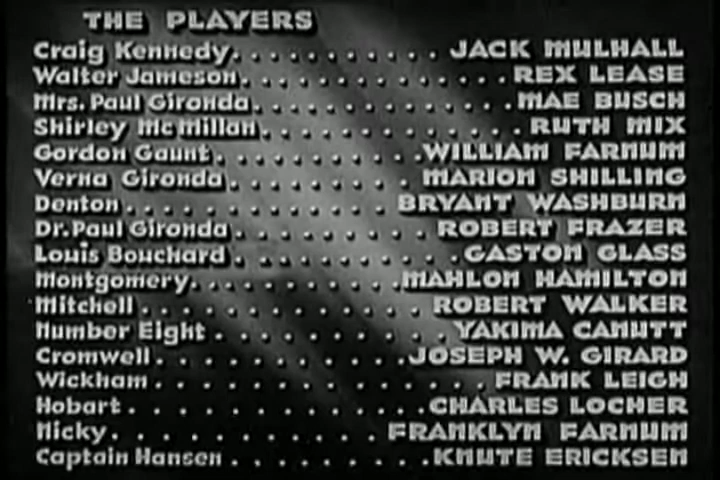 THE PLAYERS
Craig Kennedy. . . . . . . . . . . JACK MULHALL
Walter Jameson. . . . . . . . . . . . . . REX LEASE
Mrs. Paul Gironda. . . . . . . . . . . . . MAE BUSCH
Shirley McMillan. . . . . . . . . . . . . RUTH MIX
Gordon Gaunt. . . . . . . . . . WILLIAM FARNUM
Verna Gironda. . . . . . . . . MARION SHILLING
Denton. . . . . . . . . . . . . BRYANT WASHBURN
Dr. Paul Gironda. . . . . . . . . ROBERT FRAZER
Louis Bouchard. . . . . . . . . . GASTON GLASS
Montgomery. . . . . . . . . . . MAHLON HAMILTON
Mitchell. . . . . . . . . . . . . ROBERT WALKER
Number Eight. . . . . . . . . . . YAKIMA CANUTT
Cromwell. . . . . . . . . . . JOSEPH W. GIRARD
Wickham. . . . . . . . . . . . . . FRANK LEIGH
Hobart. . . . . . . . . . . . . CHARLES LOCHER
Nicky. . . . . . . . . . . . FRANKLYN FARNUM
Captain Hansen. . . . . . . . . KNUTE ERICKSEN